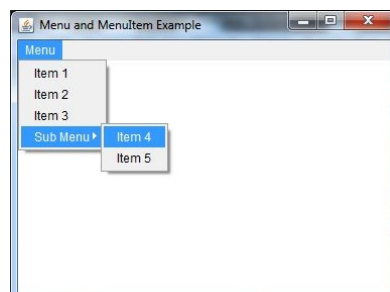 Menu and MenuItem Example
Menu
Item 1
Item 2
Item 3
Sub Menu
Item 4
Item 5